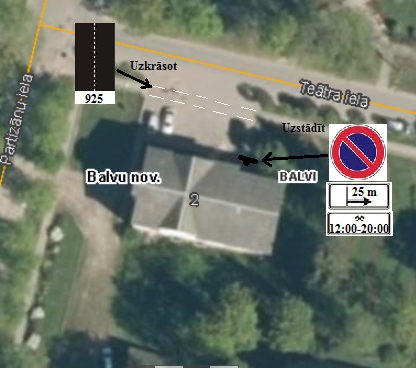 Uzkrāsot
925
Teātra iela
Partizānu iela
Uzstādīt
Balvu nov.
BALVI
2
25 m
12:00-20:00